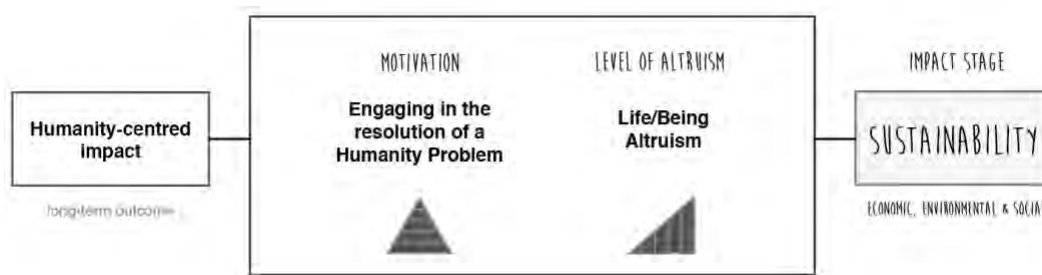 MOTIVATION
LEVEL OF ALTRUISM
IMPACT STAGE
Humanity-centred
impact
Engaging in the
resolution of a
Humanity Problem
Life/Being
Altruism
SUSTAINABILITY
long-term outcome
ECONOMIC, ENVIRONMENTAL & SOCIA